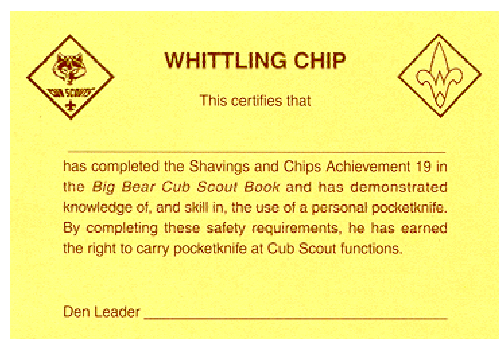 WHITTLING CHIP
CUB SCOUTS
This certifies that
has completed the Shavings and Chips Achievement 19 in
the Big Bear Cub Scout Book and has demonstrated
knowledge of, and skill in, the use of a personal pocketknife.
By completing these safety requirements, he has earned
the right to carry pocketknife at Cub Scout functions.
Den Leader